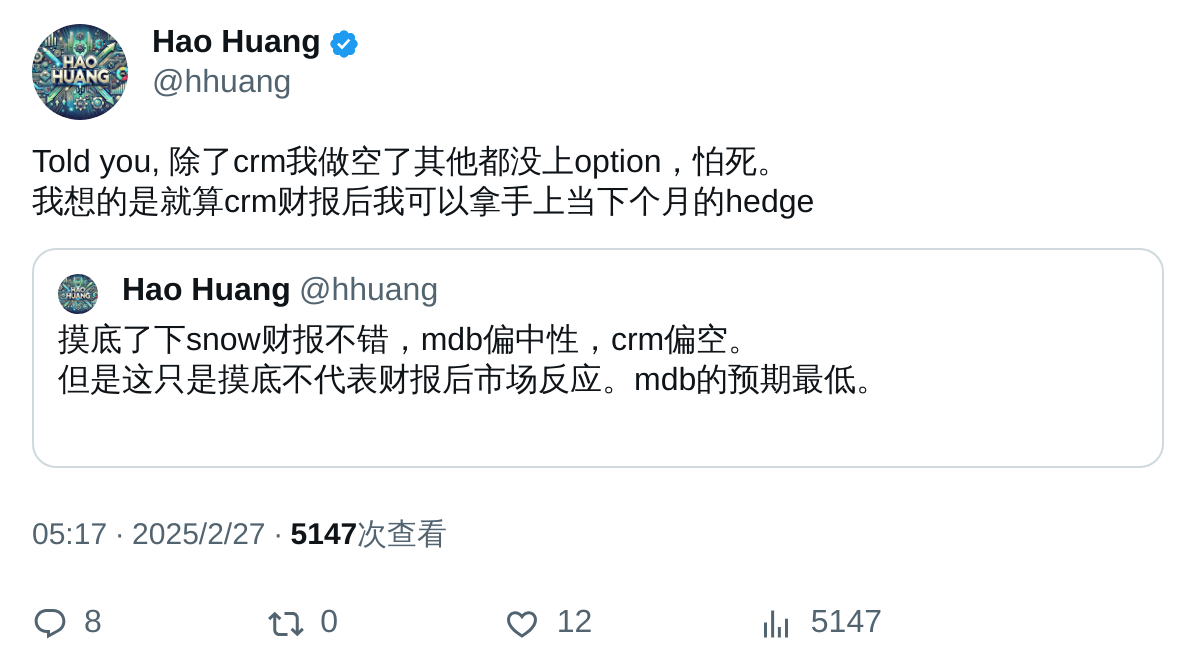 HAO
HUANG
Hao Huang
@hhuang
Told you, 除了crm我做空了其他都没上option，怕死。
我想的是就算crm财报后我可以拿手上当下个月的hedge
HAO
HUANG
Hao Huang @hhuang
摸底了下snow财报不错，mdb偏中性，crm偏空。
但是这只是摸底不代表财报后市场反应。mdb的预期最低。
05:17 · 2025/2/27 · 5147次查看
8 0 12 5147